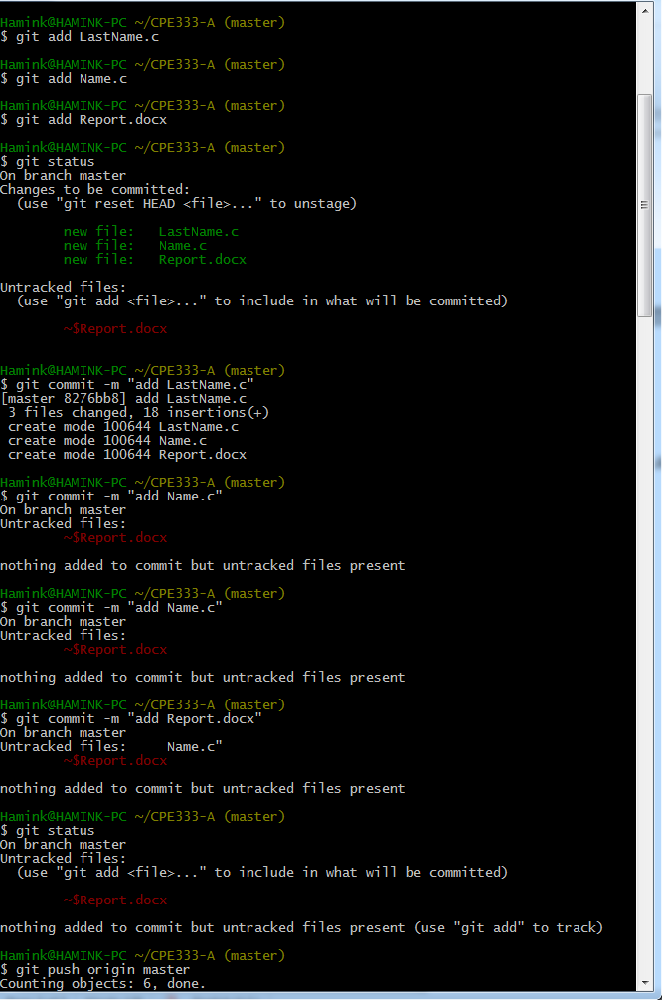 Hamink@HAMINK-PC ~/CPE333-A (master)
$ git add LastName.c
Hamink@HAMINK-PC ~/CPE333-A (master)
$ git add Name.c
Hamink@HAMINK-PC ~/CPE333-A (master)
$ git add Report.docx
Hamink@HAMINK-PC ~/CPE333-A (master)
$ git status
On branch master
Changes to be committed:
  (use "git reset HEAD <file>..." to unstage)
        new file:   LastName.c
        new file:   Name.c
        new file:   Report.docx
Untracked files:
  (use "git add <file>..." to include in what will be committed)
        ~$Report.docx
Hamink@HAMINK-PC ~/CPE333-A (master)
$ git commit -m "add LastName.c"
[master 8276bb8] add LastName.c
 3 files changed, 18 insertions(+)
 create mode 100644 LastName.c
 create mode 100644 Name.c
 create mode 100644 Report.docx
Hamink@HAMINK-PC ~/CPE333-A (master)
$ git commit -m "add Name.c"
On branch master
Untracked files:
        ~$Report.docx
nothing added to commit but untracked files present
Hamink@HAMINK-PC ~/CPE333-A (master)
$ git commit -m "add Name.c"
On branch master
Untracked files:
        ~$Report.docx
nothing added to commit but untracked files present
Hamink@HAMINK-PC ~/CPE333-A (master)
$ git commit -m "add Report.docx"
On branch master
Untracked files:     Name.c"
        ~$Report.docx
nothing added to commit but untracked files present
Hamink@HAMINK-PC ~/CPE333-A (master)
$ git status
On branch master
Untracked files:
  (use "git add <file>..." to include in what will be committed)
        ~$Report.docx
nothing added to commit but untracked files present (use "git add" to track)
Hamink@HAMINK-PC ~/CPE333-A (master)
$ git push origin master
Counting objects: 6, done.